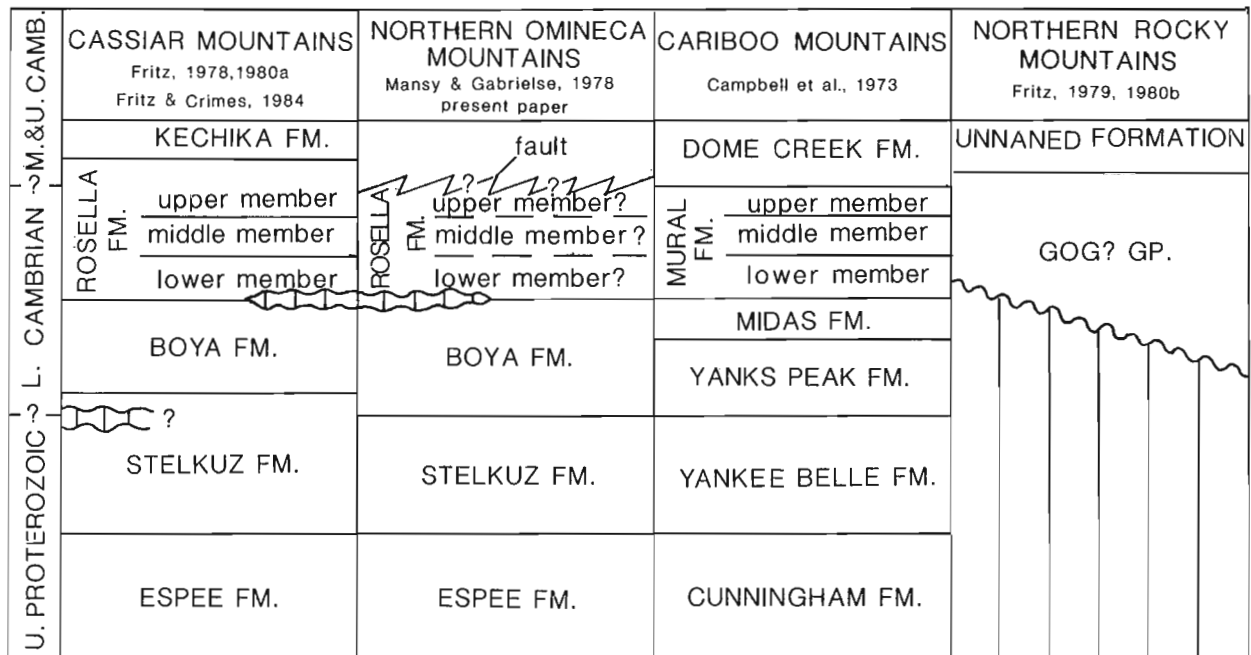 U. PROTEROZOIC -?- L. CAMBRIAN -?- M.&U. CAMB.
CASSIAR MOUNTAINS
Fritz, 1978,1980a
Fritz & Crimes, 1984
KECHIKA FM.
ROSELLA
FM.
upper member
middle member
lower member
BOYA FM.
?
STELKUZ FM.
ESPEE FM.
NORTHERN OMINECA
MOUNTAINS
Mansy & Gabrielse, 1978
present paper
fault
? ?
ROSELLA
FM.
upper member?
middle member?
lower member?
BOYA FM.
STELKUZ FM.
ESPEE FM.
CARIBOO MOUNTAINS
Campbell et al., 1973
DOME CREEK FM.
MURAL
FM.
upper member
middle member
lower member
MIDAS FM.
YANKS PEAK FM.
YANKEE BELLE FM.
CUNNINGHAM FM.
NORTHERN ROCKY
MOUNTAINS
Fritz, 1979, 1980b
UNNANED FORMATION
GOG? GP.